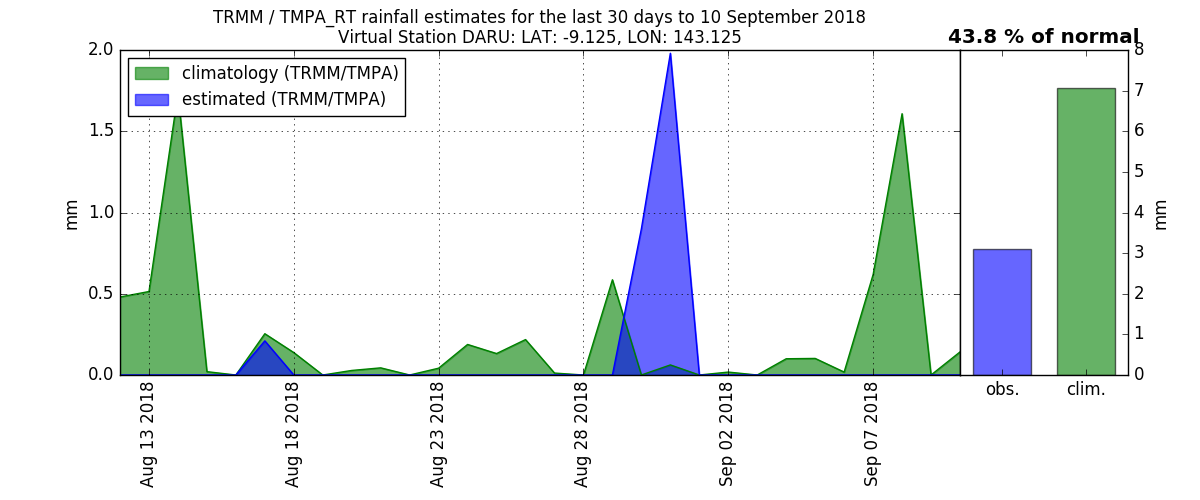 TRMM / TMPA_RT rainfall estimates for the last 30 days to 10 September 2018
Virtual Station DARU: LAT: -9.125, LON: 143.125
43.8 % of normal
climatology (TRMM/TMPA)
estimated (TRMM/TMPA)
2.0
1.5
1.0
0.5
0.0
mm
Aug 13 2018
Aug 18 2018
Aug 23 2018
Aug 28 2018
Sep 02 2018
Sep 07 2018
obs.
clim.
8
7
6
5
4
3
2
1
0
mm